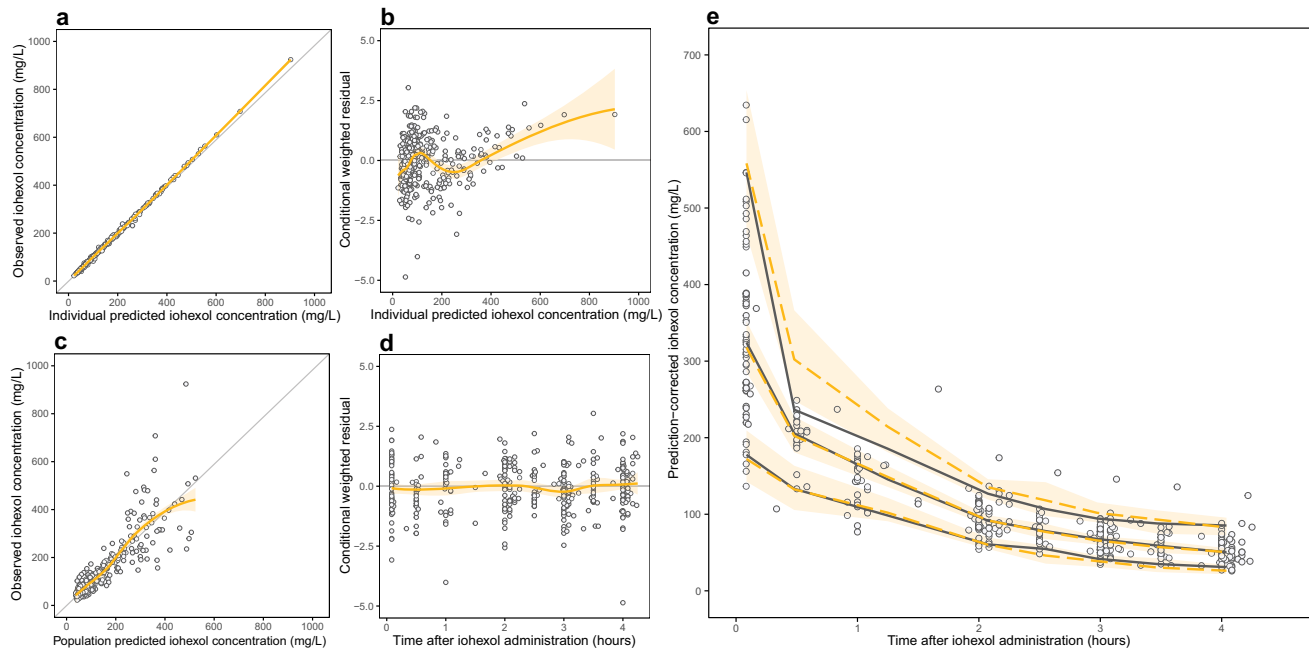 a
Observed iohexol concentration (mg/L)
1000
800
600
400
200
0
0 200 400 600 800 1000
Individual predicted iohexol concentration (mg/L)
b
Conditional weighted residual
5.0
2.5
0.0
−2.5
−5.0
0 200 400 600 800 1000
Individual predicted iohexol concentration (mg/L)
c
Observed iohexol concentration (mg/L)
1000
800
600
400
200
0
0 200 400 600 800 1000
Population predicted iohexol concentration (mg/L)
d
Conditional weighted residual
5.0
2.5
0.0
−2.5
−5.0
0 1 2 3 4
Time after iohexol administration (hours)
e
Prediction−corrected iohexol concentration (mg/L)
700
600
500
400
300
200
100
0
0 1 2 3 4
Time after iohexol administration (hours)